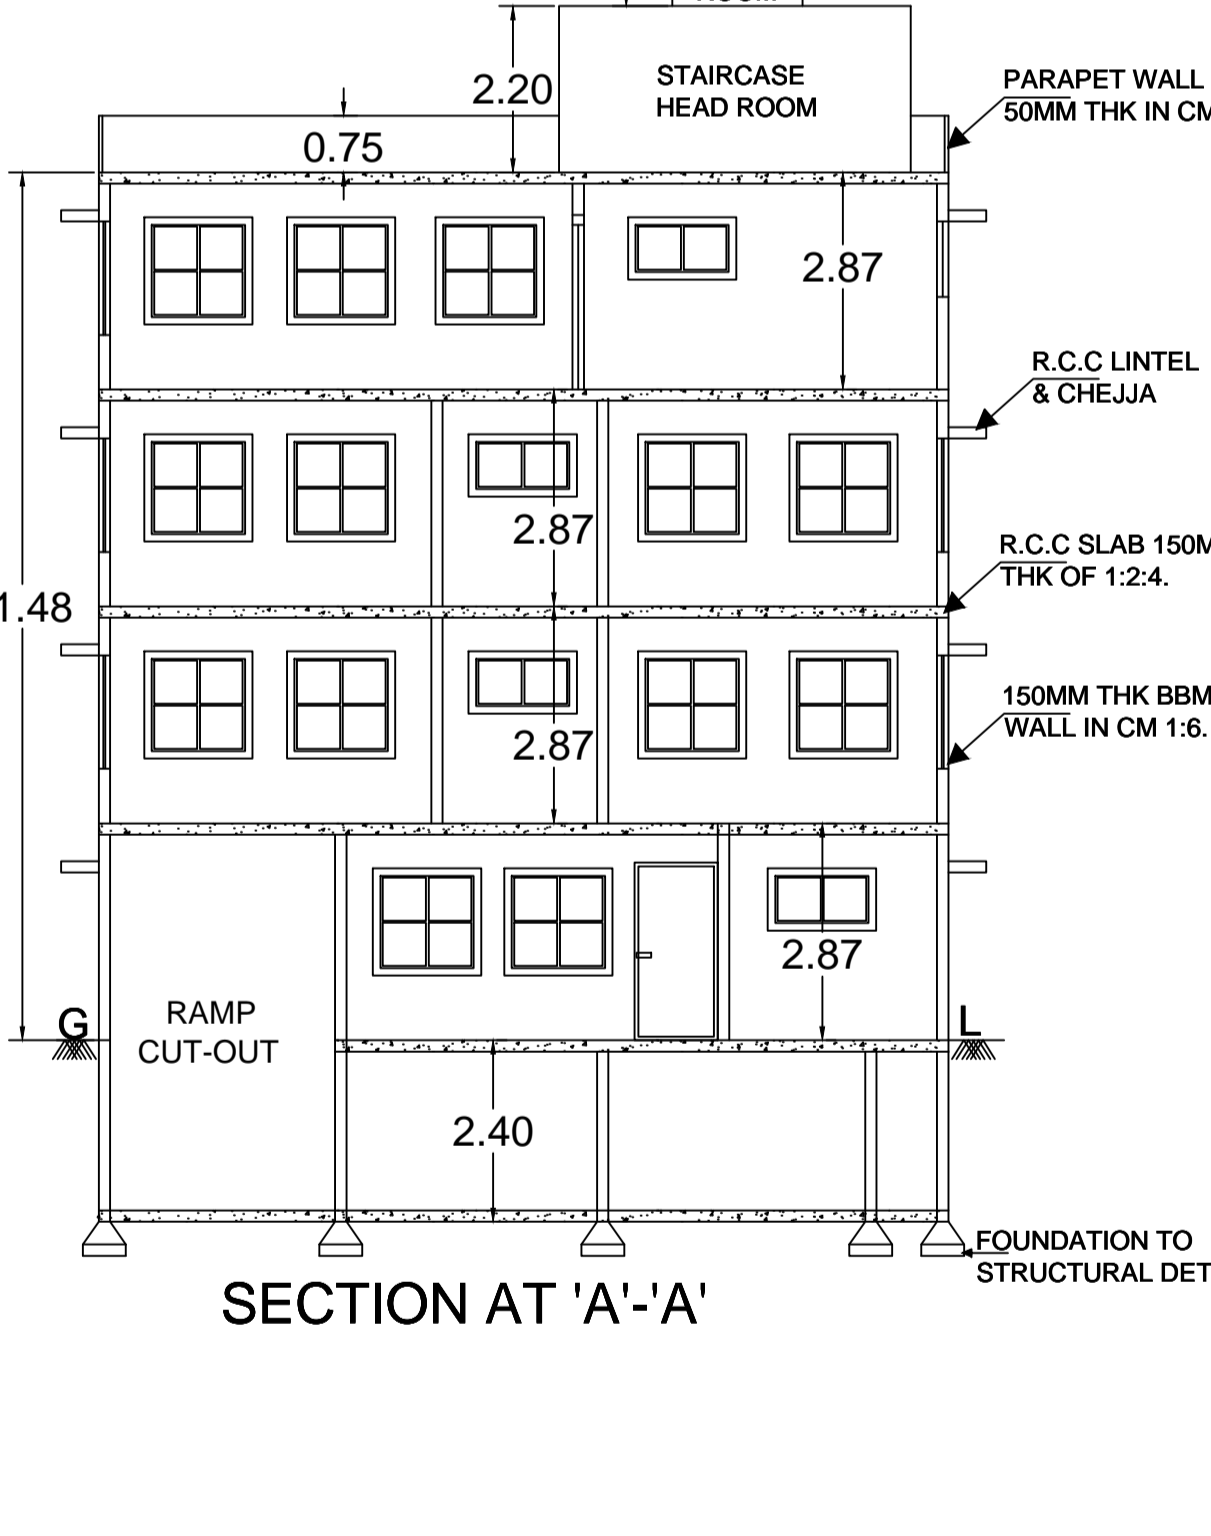 2.20
STAIRCASE
HEAD ROOM
PARAPET WALL
50MM THK IN CM
0.75
2.87
R.C.C LINTEL
& CHEJJA
2.87
R.C.C SLAB 150M
THK OF 1:2:4.
1.48
150MM THK BBM
WALL IN CM 1:6.
2.87
2.87
RAMP
CUT-OUT
G
L
2.40
FOUNDATION TO
STRUCTURAL DET
SECTION AT 'A'-'A'